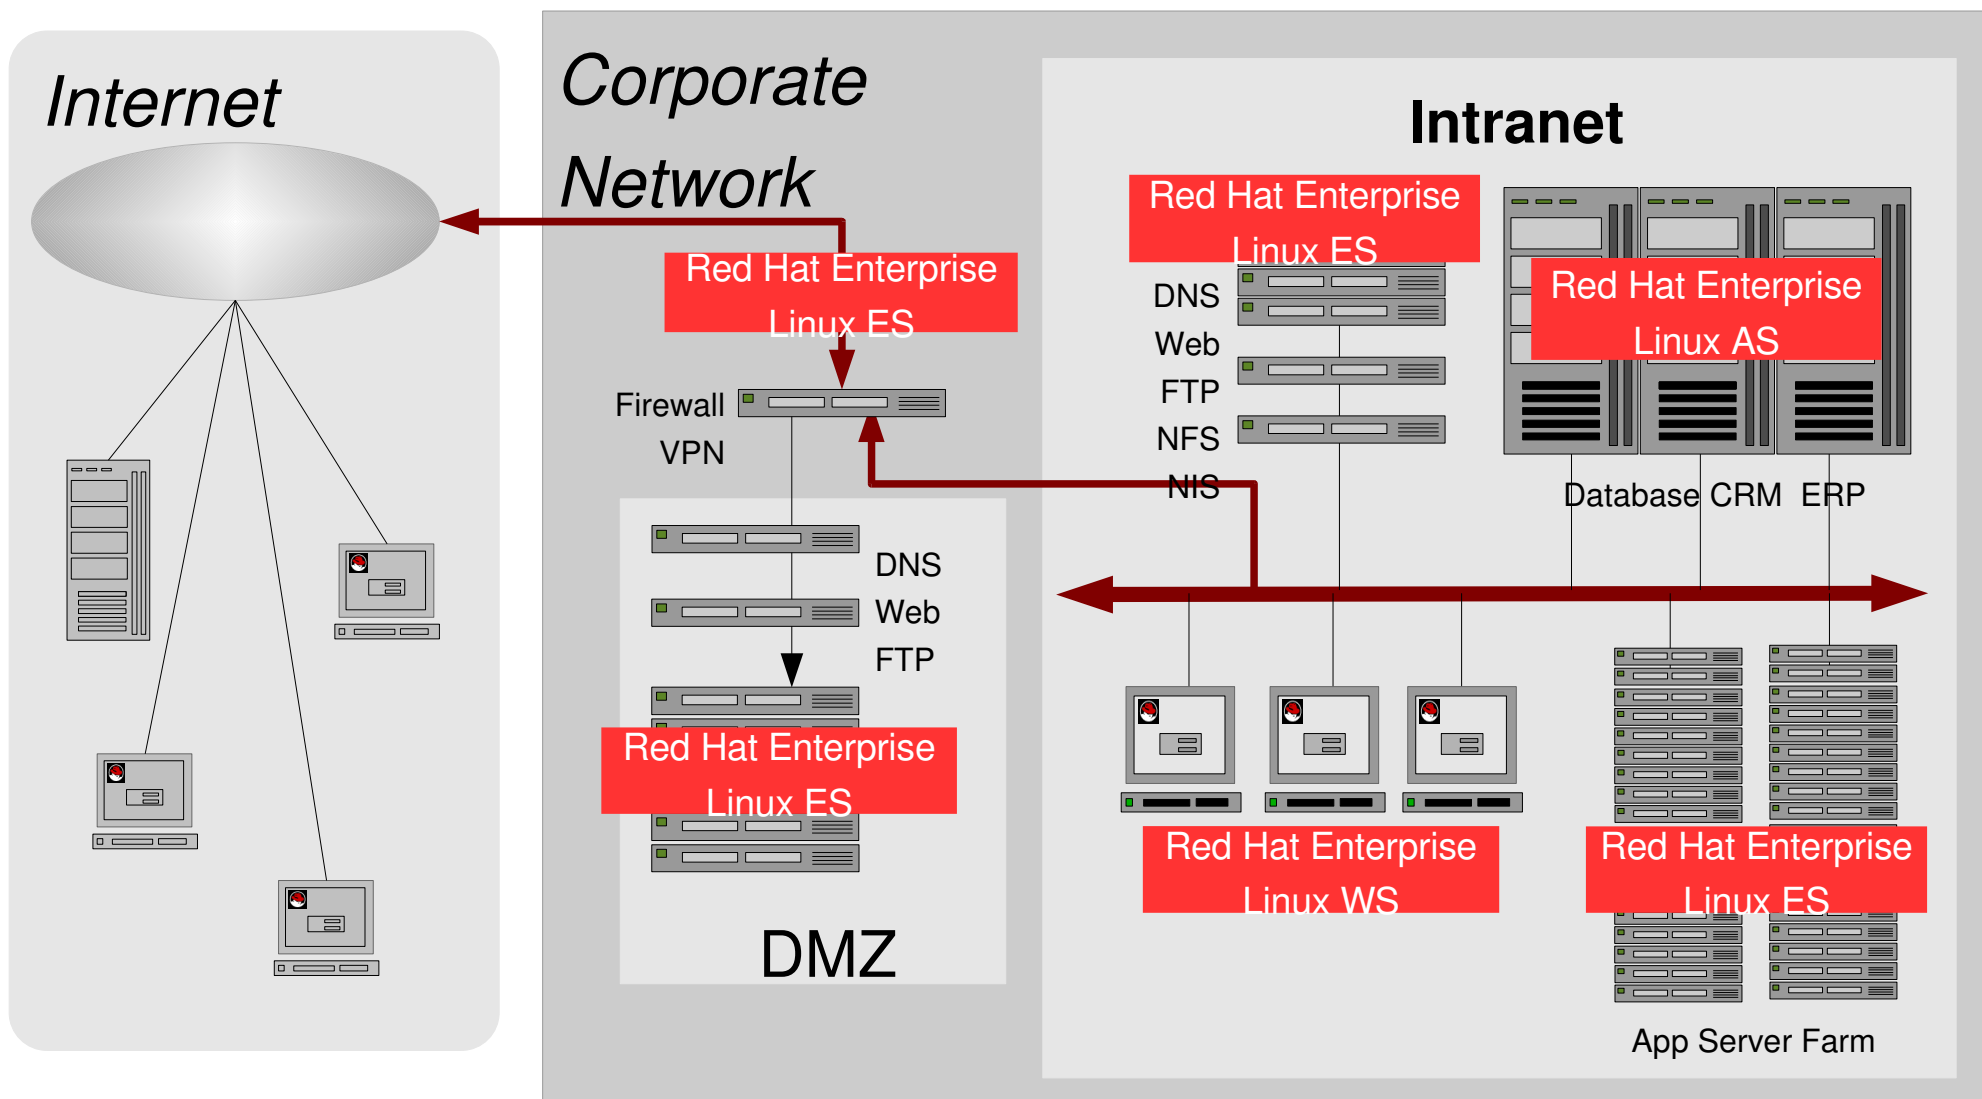 Internet
Corporate
Network
Red Hat Enterprise
Linux ES
Firewall
VPN
DNS
Web
FTP
Red Hat Enterprise
Linux ES
DMZ
Intranet
Red Hat Enterprise
Linux ES
DNS
Web
FTP
NFS
NIS
Red Hat Enterprise
Linux AS
Database CRM ERP
Red Hat Enterprise
Linux WS
Red Hat Enterprise
Linux ES
App Server Farm